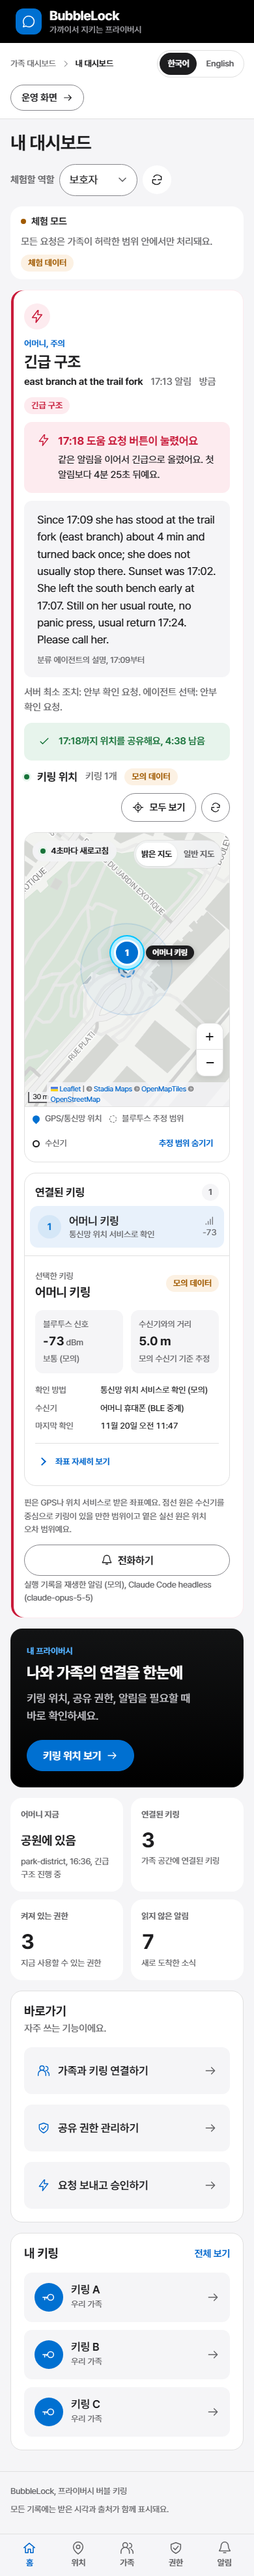 BubbleLock
가까이서 지키는 프라이버시
가족 대시보드
내 대시보드
한국어
English
운영 화면
내 대시보드
체험할 역할
보호자
체험 모드
모든 요청은 가족이 허락한 범위 안에서만 처리돼요.
체험 데이터
어머니, 주의
긴급 구조
east branch at the trail fork 17:13 알림 방금
긴급 구조
17:18 도움 요청 버튼이 눌렸어요
같은 알림을 이어서 긴급으로 올렸어요. 첫
알림보다 4분 25초 뒤예요.
Since 17:09 she has stood at the trail
fork (east branch) about 4 min and
turned back once; she does not
usually stop there. Sunset was 17:02.
She left the south bench early at
17:07. Still on her usual route, no
panic press, usual return 17:24.
Please call her.
분류 에이전트의 설명, 17:09부터
서버 최소 조치: 안부 확인 요청. 에이전트 선택: 안부
확인 요청.
17:18까지 위치를 공유해요, 4:38 남음
키링 위치
키링 1개
모의 데이터
모두 보기
4초마다 새로고침
밝은 지도
일반 지도
EXOTIQUE
DU JARDIN EXOTIQUE
RUE PLATI
1
어머니 키링
+
−
30 m
Leaflet | © Stadia Maps © OpenMapTiles ©
OpenStreetMap
GPS/통신망 위치
블루투스 추정 범위
수신기
추정 범위 숨기기
연결된 키링
1
1
어머니 키링
통신망 위치 서비스로 확인
-73
선택한 키링
어머니 키링
모의 데이터
블루투스 신호
-73 dBm
보통 (모의)
수신기와의 거리
5.0 m
모의 수신기 기준 추정
확인 방법
통신망 위치 서비스로 확인 (모의)
수신기
어머니 휴대폰 (BLE 중계)
마지막 확인
11월 20일 오전 11:47
좌표 자세히 보기
핀은 GPS나 위치 서비스로 받은 좌표예요. 점선 원은 수신기를
중심으로 키링이 있을 만한 범위이고 옅은 실선 원은 위치
오차 범위예요.
전화하기
실행 기록을 재생한 알림 (모의), Claude Code headless
(claude-opus-5-5)
내 프라이버시
나와 가족의 연결을 한눈에
키링 위치, 공유 권한, 알림을 필요할 때
바로 확인하세요.
키링 위치 보기
어머니 지금
공원에 있음
park-district, 16:36, 긴급
구조 진행 중
연결된 키링
3
가족 공간에 연결된 키링
켜져 있는 권한
3
지금 사용할 수 있는 권한
읽지 않은 알림
7
새로 도착한 소식
바로가기
자주 쓰는 기능이에요.
가족과 키링 연결하기
공유 권한 관리하기
요청 보내고 승인하기
내 키링
전체 보기
키링 A
우리 가족
키링 B
우리 가족
키링 C
우리 가족
BubbleLock, 프라이버시 버블 키링
모든 기록에는 받은 시각과 출처가 함께 표시돼요.
홈
위치
가족
권한
알림